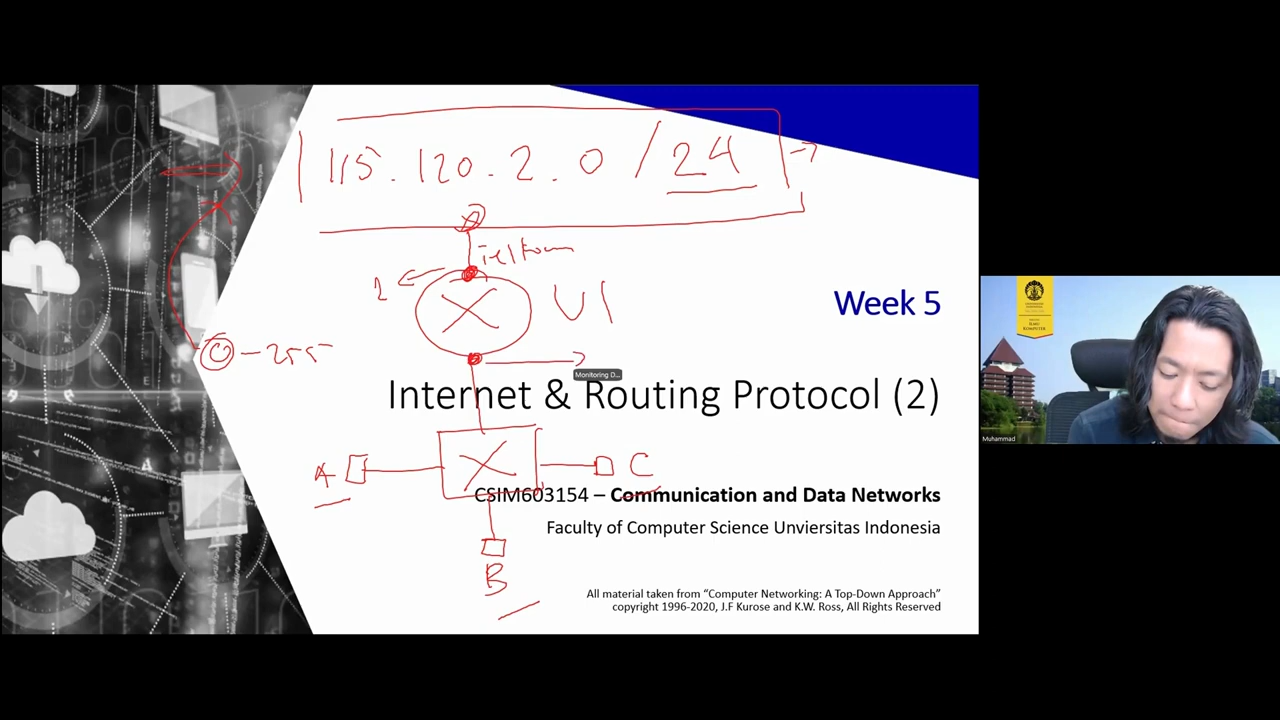 115.120.2.0/24
UI
0-255
Week 5
Monitoring D...
Internet & Routing Protocol (2)
A
C
CSIM603154 – Communication and Data Networks
Faculty of Computer Science Unviersitas Indonesia
B
All material taken from “Computer Networking: A Top-Down Approach”
copyright 1996-2020, J.F Kurose and K.W. Ross, All Rights Reserved
Muhammad